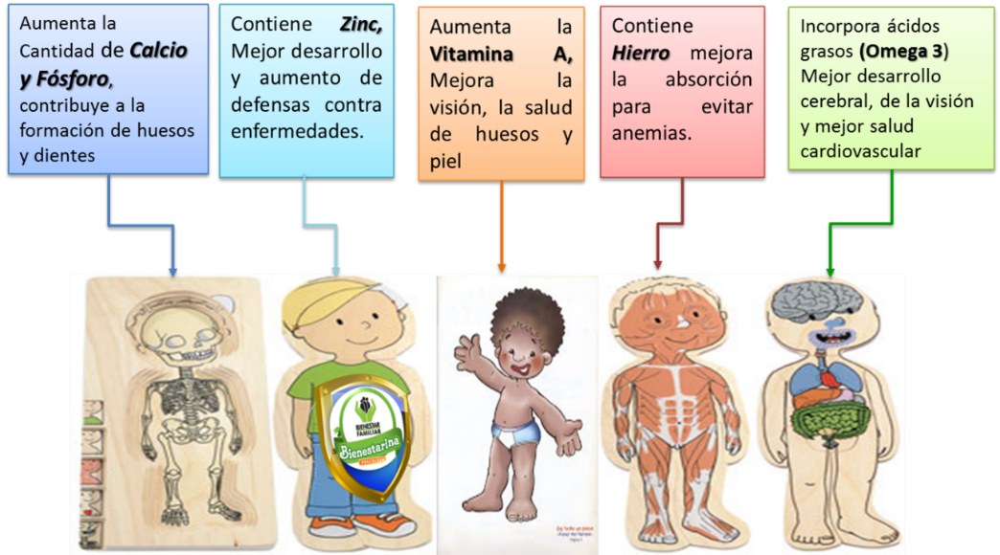 Aumenta la
Cantidad de Calcio
y Fósforo,
contribuye a la
formación de huesos
y dientes
Contiene Zinc,
Mejor desarrollo
y aumento de
defensas contra
enfermedades.
Aumenta la
Vitamina A,
Mejora la
visión, la salud
de huesos y
piel
Contiene
Hierro mejora
la absorción
para evitar
anemias.
Incorpora ácidos
grasos (Omega 3)
Mejor desarrollo
cerebral, de la visión
y mejor salud
cardiovascular
BIENESTAR
FAMILIAR
Bienestarina